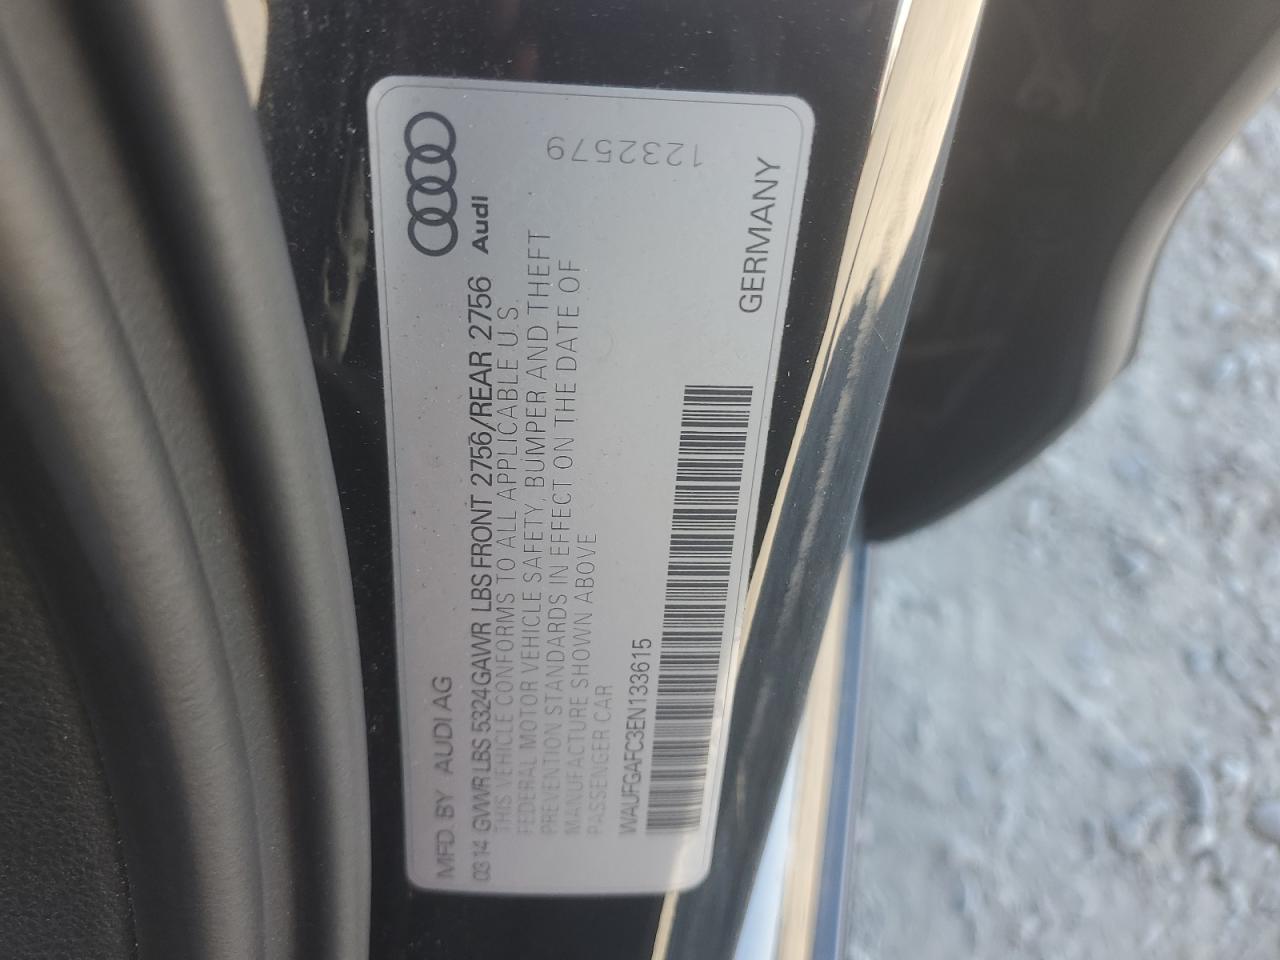 MFD. BY AUDI AG
Audi
03 14 GVWR LBS 5324 GAWR LBS FRONT 2756/REAR 2756
THIS VEHICLE CONFORMS TO ALL APPLICABLE U.S.
FEDERAL MOTOR VEHICLE SAFETY, BUMPER AND THEFT
PREVENTION STANDARDS IN EFFECT ON THE DATE OF
MANUFACTURE SHOWN ABOVE
PASSENGER CAR
WAUFGAFC3EN133615
1232579
GERMANY